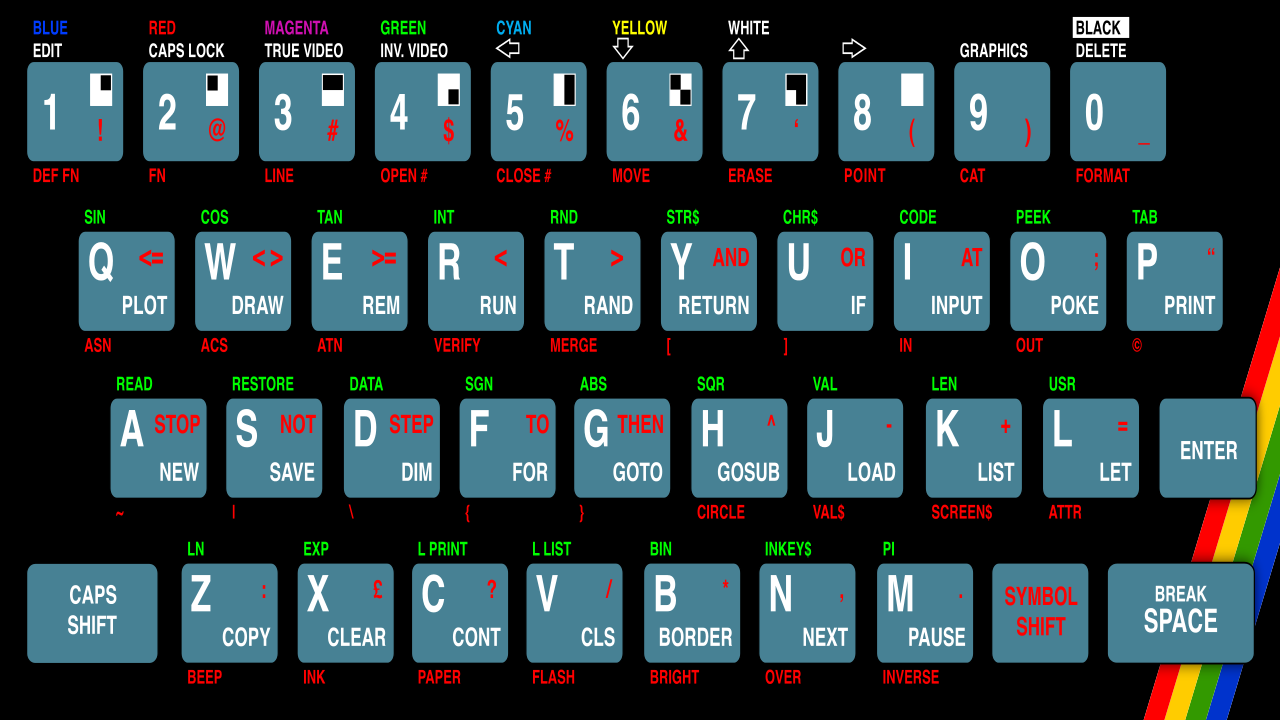 BLUE RED MAGENTA GREEN CYAN YELLOW WHITE BLACK
EDIT CAPS LOCK TRUE VIDEO INV. VIDEO GRAPHICS DELETE
1 2 3 4 5 6 7 8 9 0
! @ # $ % & ‘ ( ) _
DEF FN FN LINE OPEN # CLOSE # MOVE ERASE POINT CAT FORMAT
SIN COS TAN INT RND STR$ CHR$ CODE PEEK TAB
Q <= W <> E >= R < T > Y AND U OR I AT O ; P “
PLOT DRAW REM RUN RAND RETURN IF INPUT POKE PRINT
ASN ACS ATN VERIFY MERGE [ ] IN OUT ©
READ RESTORE DATA SGN ABS SQR VAL LEN USR
A STOP S NOT D STEP F TO G THEN H ^ J - K + L =
ENTER
NEW SAVE DIM FOR GOTO GOSUB LOAD LIST LET
~ | \ { } CIRCLE VAL$ SCREEN$ ATTR
LN EXP L PRINT L LIST BIN INKEY$ PI
CAPS Z : X £ C ? V / B * N , M . SYMBOL BREAK
SHIFT COPY CLEAR CONT CLS BORDER NEXT PAUSE SHIFT SPACE
BEEP INK PAPER FLASH BRIGHT OVER INVERSE